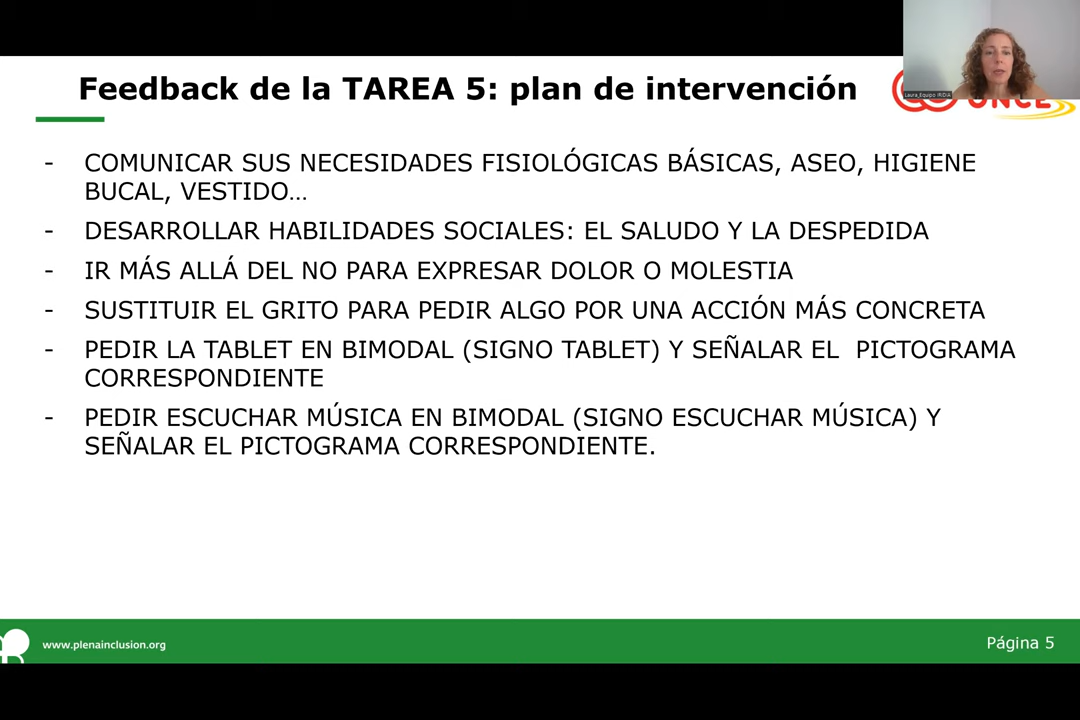 Laura_Equipo IRIDIA
Feedback de la TAREA 5: plan de intervención
ONCE
- COMUNICAR SUS NECESIDADES FISIOLÓGICAS BÁSICAS, ASEO, HIGIENE
BUCAL, VESTIDO…
- DESARROLLAR HABILIDADES SOCIALES: EL SALUDO Y LA DESPEDIDA
- IR MÁS ALLÁ DEL NO PARA EXPRESAR DOLOR O MOLESTIA
- SUSTITUIR EL GRITO PARA PEDIR ALGO POR UNA ACCIÓN MÁS CONCRETA
- PEDIR LA TABLET EN BIMODAL (SIGNO TABLET) Y SEÑALAR EL PICTOGRAMA
CORRESPONDIENTE
- PEDIR ESCUCHAR MÚSICA EN BIMODAL (SIGNO ESCUCHAR MÚSICA) Y
SEÑALAR EL PICTOGRAMA CORRESPONDIENTE.
www.plenainclusion.org
Página 5